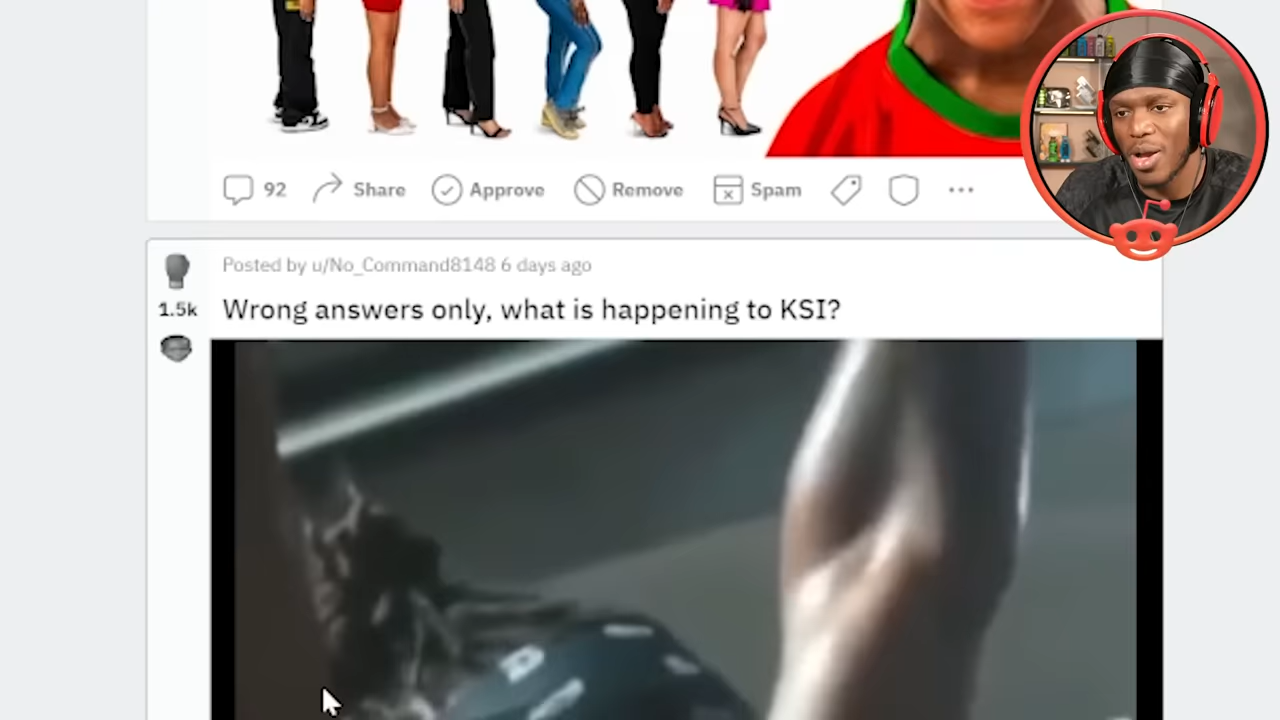 92 Share Approve Remove Spam
Posted by u/No_Command8148 6 days ago
1.5k
Wrong answers only, what is happening to KSI?